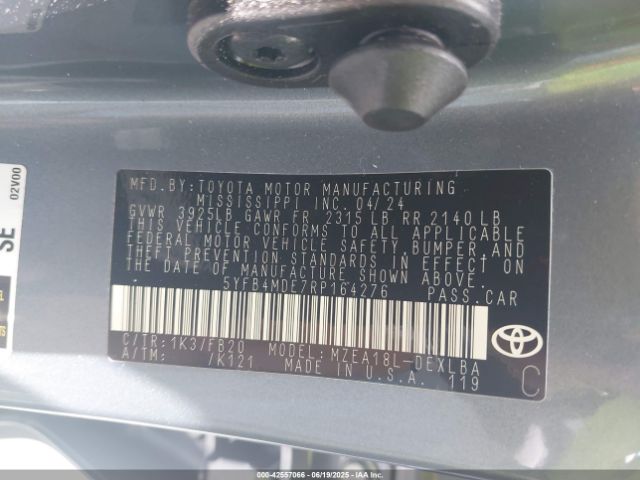 02V00
SE
MFD.BY:TOYOTA MOTOR MANUFACTURING
MISSISSIPPI INC. 04/24
GVWR 3925LB GAWR FR 2315 LB RR 2140 LB
THIS VEHICLE CONFORMS TO ALL APPLICABLE
FEDERAL MOTOR VEHICLE SAFETY, BUMPER, AND
THEFT PREVENTION STANDARDS IN EFFECT ON
THE DATE OF MANUFACTURE SHOWN ABOVE.
5YFB4MDE7RP164276 PASS.CAR
C/TR: 1K3/FB20 MODEL: MZEA18L-DEXLBA
A/TM: /K121 MADE IN U.S.A. 119
TOYOTA
C
000-42557066 - 06/19/2025 - IAAI.com